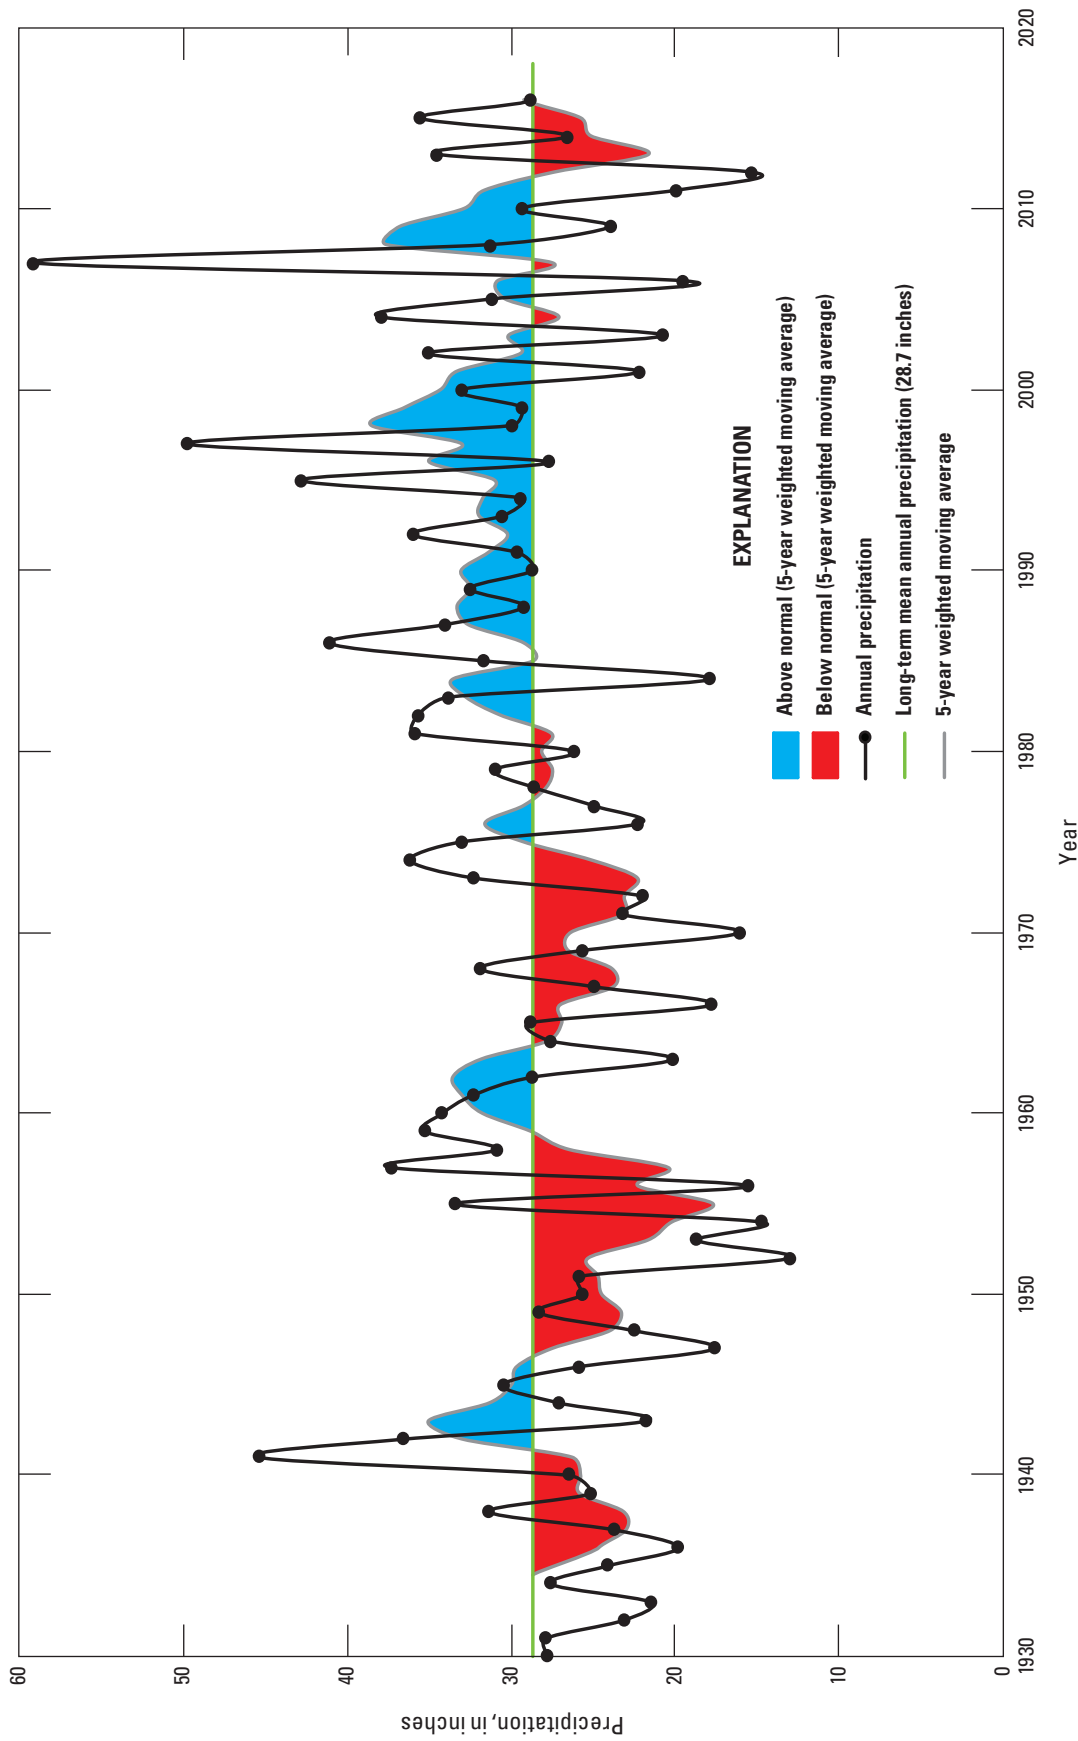 60
50
40
30
20
10
0
Precipitation, in inches
1930
1940
1950
1960
1970
1980
1990
2000
2010
2020
Year
EXPLANATION
Above normal (5-year weighted moving average)
Below normal (5-year weighted moving average)
Annual precipitation
Long-term mean annual precipitation (28.7 inches)
5-year weighted moving average